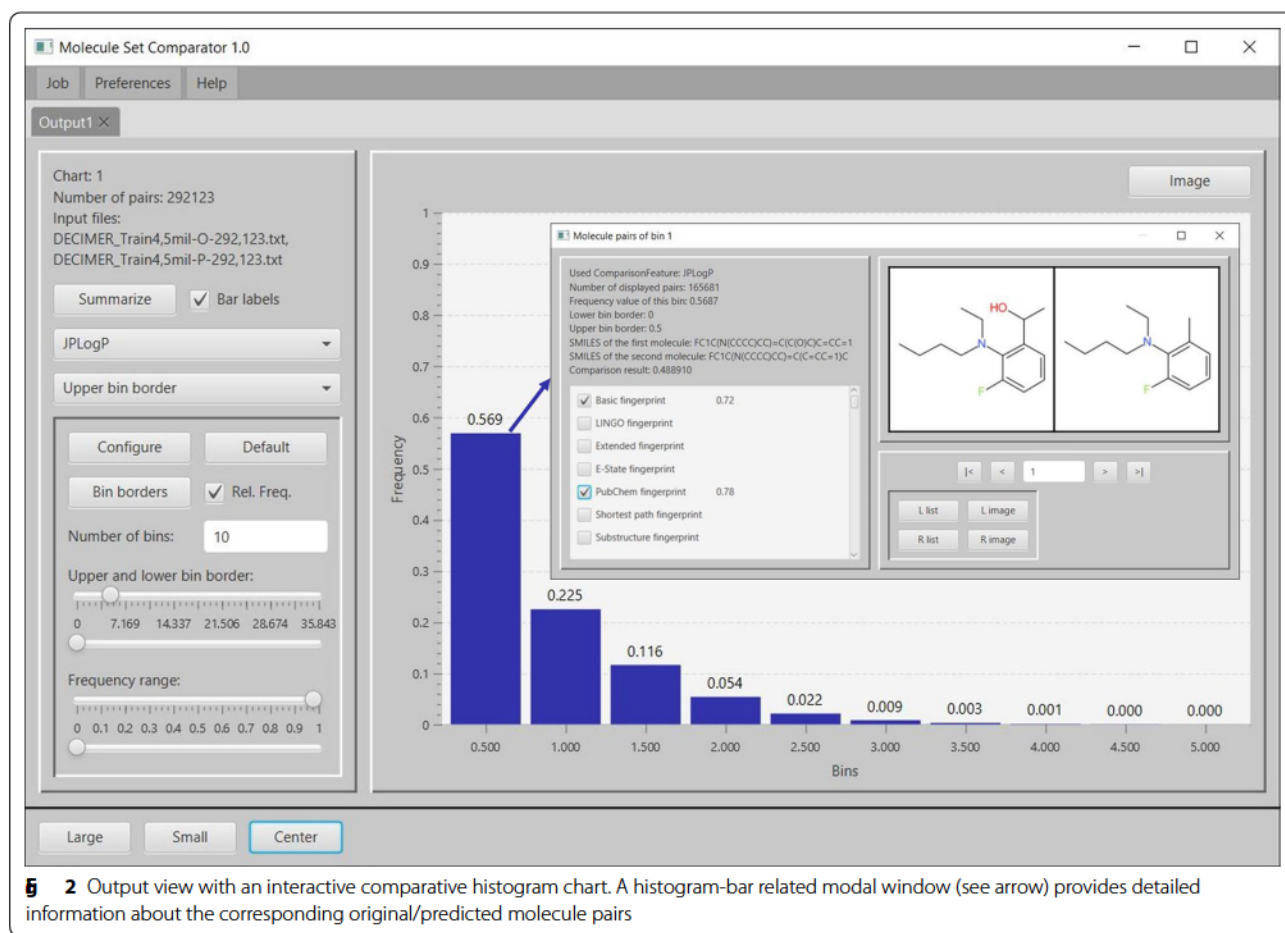 Molecule Set Comparator 1.0
Job Preferences Help
Output1
Chart: 1
Number of pairs: 292123
Input files:
DECIMER_Train4,5mil-O-292,123.txt,
DECIMER_Train4,5mil-P-292,123.txt
Summarize Bar labels
JPLogP
Upper bin border
Configure Default
Bin borders Rel. Freq.
Number of bins: 10
Upper and lower bin border:
0 7.169 14.337 21.506 28.674 35.843
Frequency range:
0 0.1 0.2 0.3 0.4 0.5 0.6 0.7 0.8 0.9 1
Image
1
0.9
0.8
0.7
0.6
0.5
0.4
0.3
0.2
0.1
0
Frequency
0.569
0.225
0.116
0.054
0.022
0.009
0.003
0.001
0.000
0.000
0.500 1.000 1.500 2.000 2.500 3.000 3.500 4.000 4.500 5.000
Bins
Molecule pairs of bin 1
Used ComparisonFeature: JPLogP
Number of displayed pairs: 165681
Frequency value of this bin: 0.5687
Lower bin border: 0
Upper bin border: 0.5
SMILES of the first molecule: FC1C(N(CCCC)CC)=C(C(O)C)C=CC=1
SMILES of the second molecule: FC1C(N(CCCC)CC)=C(C=CC=1)C
Comparison result: 0.488910
Basic fingerprint 0.72
LINGO fingerprint
Extended fingerprint
E-State fingerprint
PubChem fingerprint 0.78
Shortest path fingerprint
Substructure fingerprint
HO
N
F
N
F
|< < 1 > >|
L list L image
R list R image
Large Small Center
2 Output view with an interactive comparative histogram chart. A histogram-bar related modal window (see arrow) provides detailed
information about the corresponding original/predicted molecule pairs